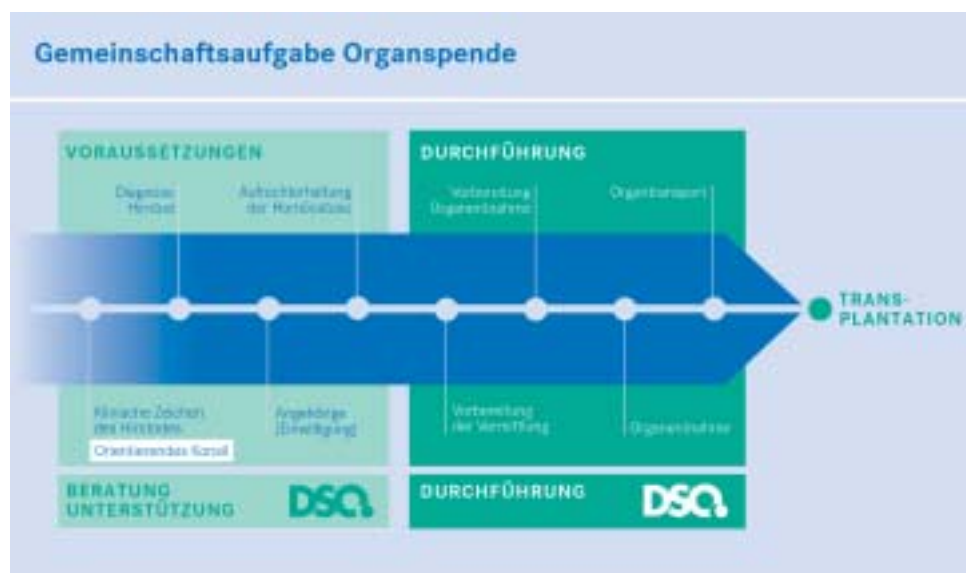 Gemeinschaftsaufgabe Organspende
VORAUSSETZUNGEN
Diagnose
Hirntod
Aufrechterhaltung
der Homöostase
Klinische Zeichen
des Hirntodes
Orientierendes Konsil
Angehörige
(Einwilligung)
BERATUNG
UNTERSTÜTZUNG
DSO
DURCHFÜHRUNG
Vorbereitung
Organentnahme
Organtransport
Vorbereitung
der Vermittlung
Organentnahme
DURCHFÜHRUNG
DSO
TRANS-
PLANTATION